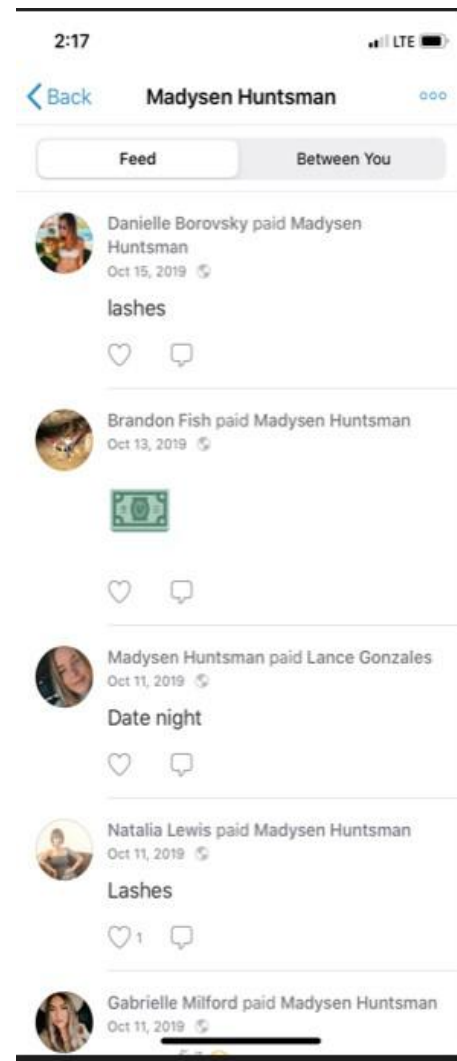 2:17
LTE
Back
Madysen Huntsman
Feed
Between You
Danielle Borovsky paid Madysen
Huntsman
Oct 15, 2019
lashes
Brandon Fish paid Madysen Huntsman
Oct 13, 2019
Madysen Huntsman paid Lance Gonzales
Oct 11, 2019
Date night
Natalia Lewis paid Madysen Huntsman
Oct 11, 2019
Lashes
1
Gabrielle Milford paid Madysen Huntsman
Oct 11, 2019